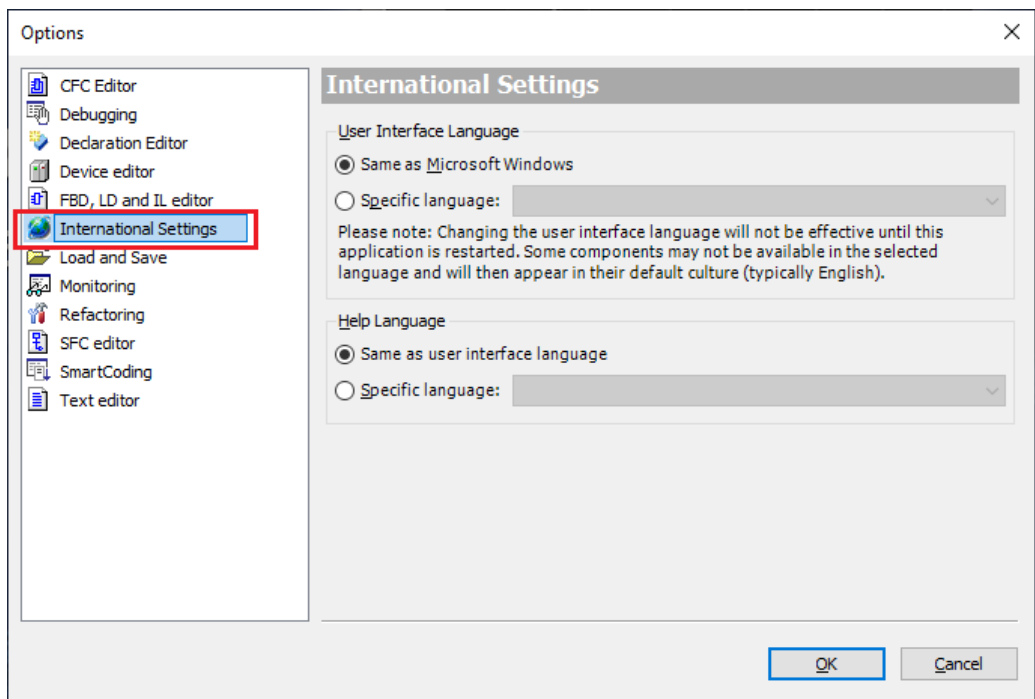 Options
CFC Editor
Debugging
Declaration Editor
Device editor
FBD, LD and IL editor
International Settings
Load and Save
Monitoring
Refactoring
SFC editor
SmartCoding
Text editor
International Settings
User Interface Language
Same as Microsoft Windows
Specific language:
Please note: Changing the user interface language will not be effective until this
application is restarted. Some components may not be available in the selected
language and will then appear in their default culture (typically English).
Help Language
Same as user interface language
Specific language:
OK
Cancel